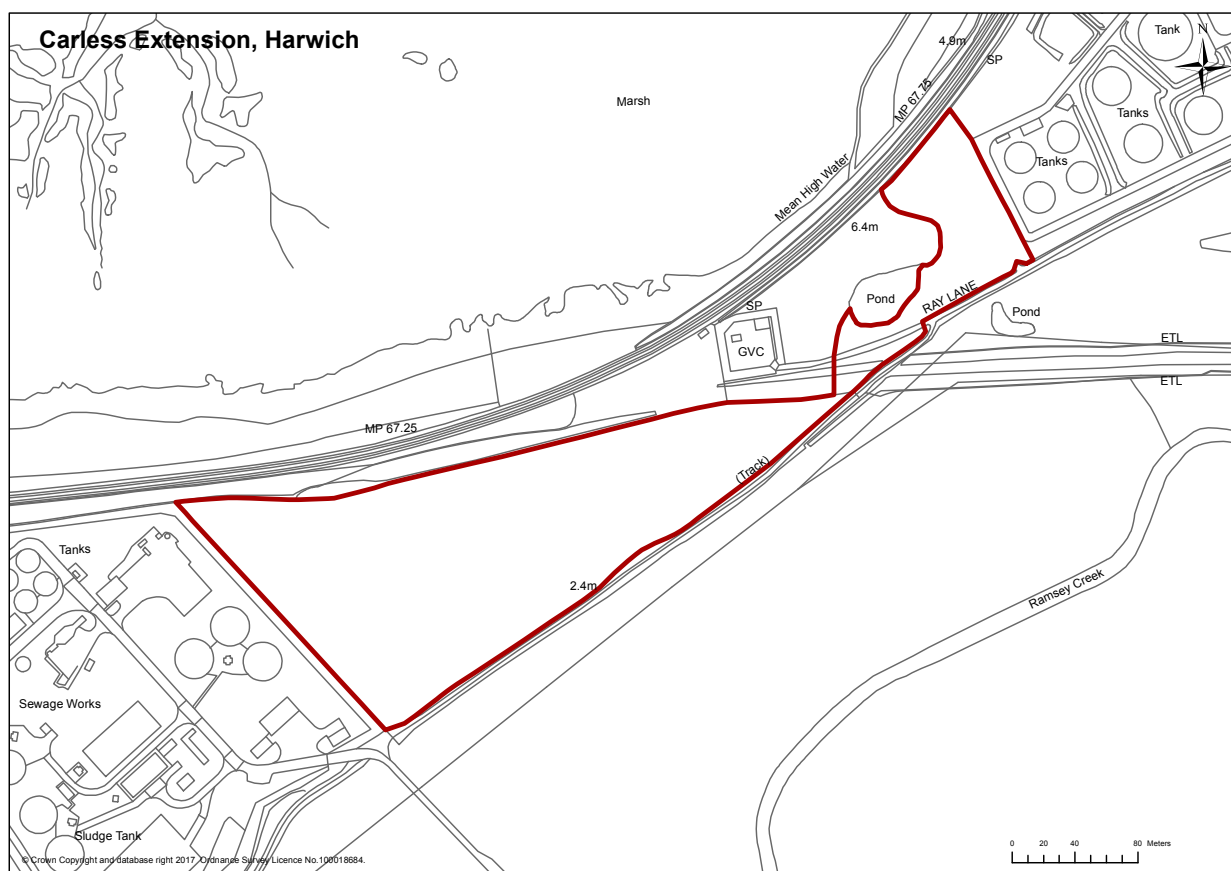 Carless Extension, Harwich
Tank
N
4.9m
SP
MP 67.75
Marsh
Tanks
Tanks
Mean High Water
6.4m
RAY LANE
Pond
SP
Pond
GVC
ETL
ETL
MP 67.25
(Track)
Tanks
2.4m
Ramsey Creek
Sewage Works
Sludge Tank
© Crown Copyright and database right 2017. Ordnance Survey Licence No.100018684.
0 20 40 80 Meters